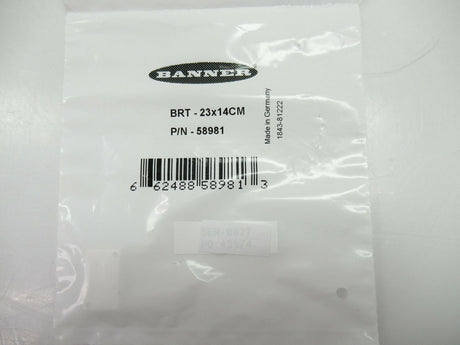 BANNER
BRT - 23x14CM
P/N - 58981
Made in Germany
1843-81222
6 62488 58981 3